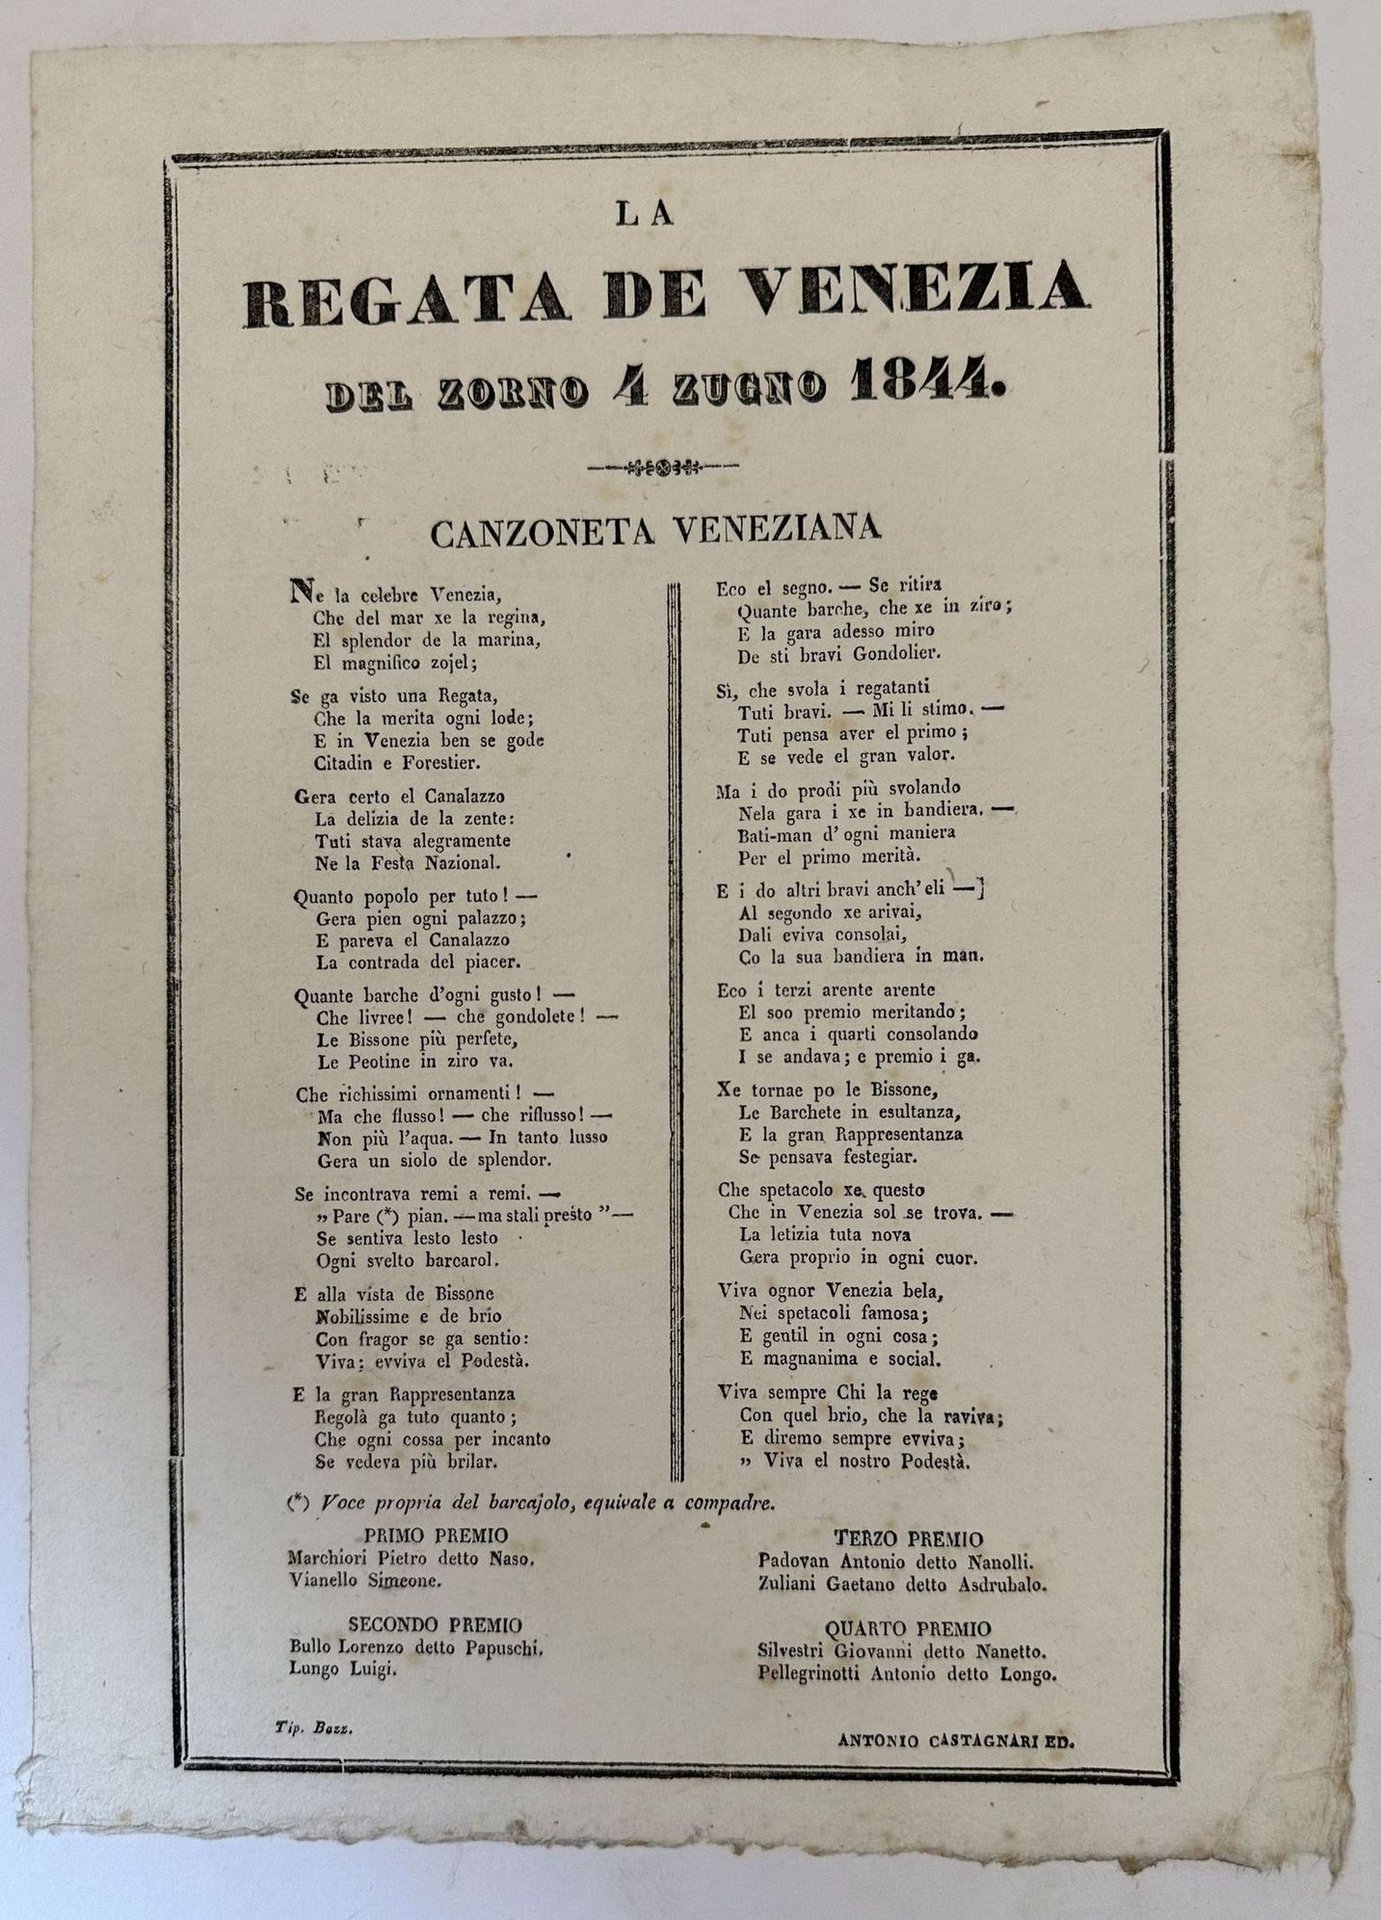 LA
REGATA DE VENEZIA
DEL ZORNO 4 ZUGNO 1844.
CANZONETA VENEZIANA
Ne la celebre Venezia,
Che del mar xe la regina,
El splendor de la marina,
El magnifico zojel;
Se ga visto una Regata,
Che la merita ogni lode;
E in Venezia ben se gode
Citadin e Forestier.
Gera certo el Canalazzo
La delizia de la zente:
Tuti stava alegramente
Ne la Festa Nazional.
Quanto popolo per tuto! —
Gera pien ogni palazzo;
E pareva el Canalazzo
La contrada del piacer.
Quante barche d'ogni gusto! —
Che livree! — che gondolete! —
Le Bissone più perfete,
Le Peotine in ziro va.
Che richissimi ornamenti! —
Ma che flusso! — che riflusso! —
Non più l'aqua. — In tanto lusso
Gera un siolo de splendor.
Se incontrava remi a remi. —
„ Pare (*) pian. — ma stali presto ” —
Se sentiva lesto lesto
Ogni svelto barcarol.
E alla vista de Bissone
Nobilissime e de brio
Con fragor se ga sentio:
Viva; evviva el Podestà.
E la gran Rappresentanza
Regolà ga tuto quanto;
Che ogni cossa per incanto
Se vedeva più brilar.
Eco el segno. — Se ritira
Quante barche, che xe in ziro;
E la gara adesso miro
De sti bravi Gondolier.
Sì, che svola i regatanti
Tuti bravi. — Mi li stimo. —
Tuti pensa aver el primo;
E se vede el gran valor.
Ma i do prodi più svolando
Nela gara i xe in bandiera. —
Bati-man d'ogni maniera
Per el primo merità.
E i do altri bravi anch'eli —]
Al segundo xe arivai,
Dali eviva consolai,
Co la sua bandiera in man.
Eco i terzi arente arente
El soo premio meritando;
E anca i quarti consolando
I se andava; e premio i ga.
Xe tornae po le Bissone,
Le Barchete in esultanza,
E la gran Rappresentanza
Se pensava festegiar.
Che spetacolo xe questo
Che in Venezia sol se trova. —
La letizia tuta nova
Gera proprio in ogni cuor.
Viva ognor Venezia bela,
Nei spetacoli famosa;
E gentil in ogni cosa;
E magnanima e social.
Viva sempre Chi la rege
Con quel brio, che la raviva;
E diremo sempre evviva;
„ Viva el nostro Podestà.
(*) Voce propria del barcajolo, equivale a compadre.
PRIMO PREMIO
Marchiori Pietro detto Naso.
Vianello Simeone.
SECONDO PREMIO
Bullo Lorenzo detto Papuschi.
Lungo Luigi.
TERZO PREMIO
Padovan Antonio detto Nanolli.
Zuliani Gaetano detto Asdrubalo.
QUARTO PREMIO
Silvestri Giovanni detto Nanetto.
Pellegrinotti Antonio detto Longo.
Tip. Bazz.
ANTONIO CASTAGNARI ED.